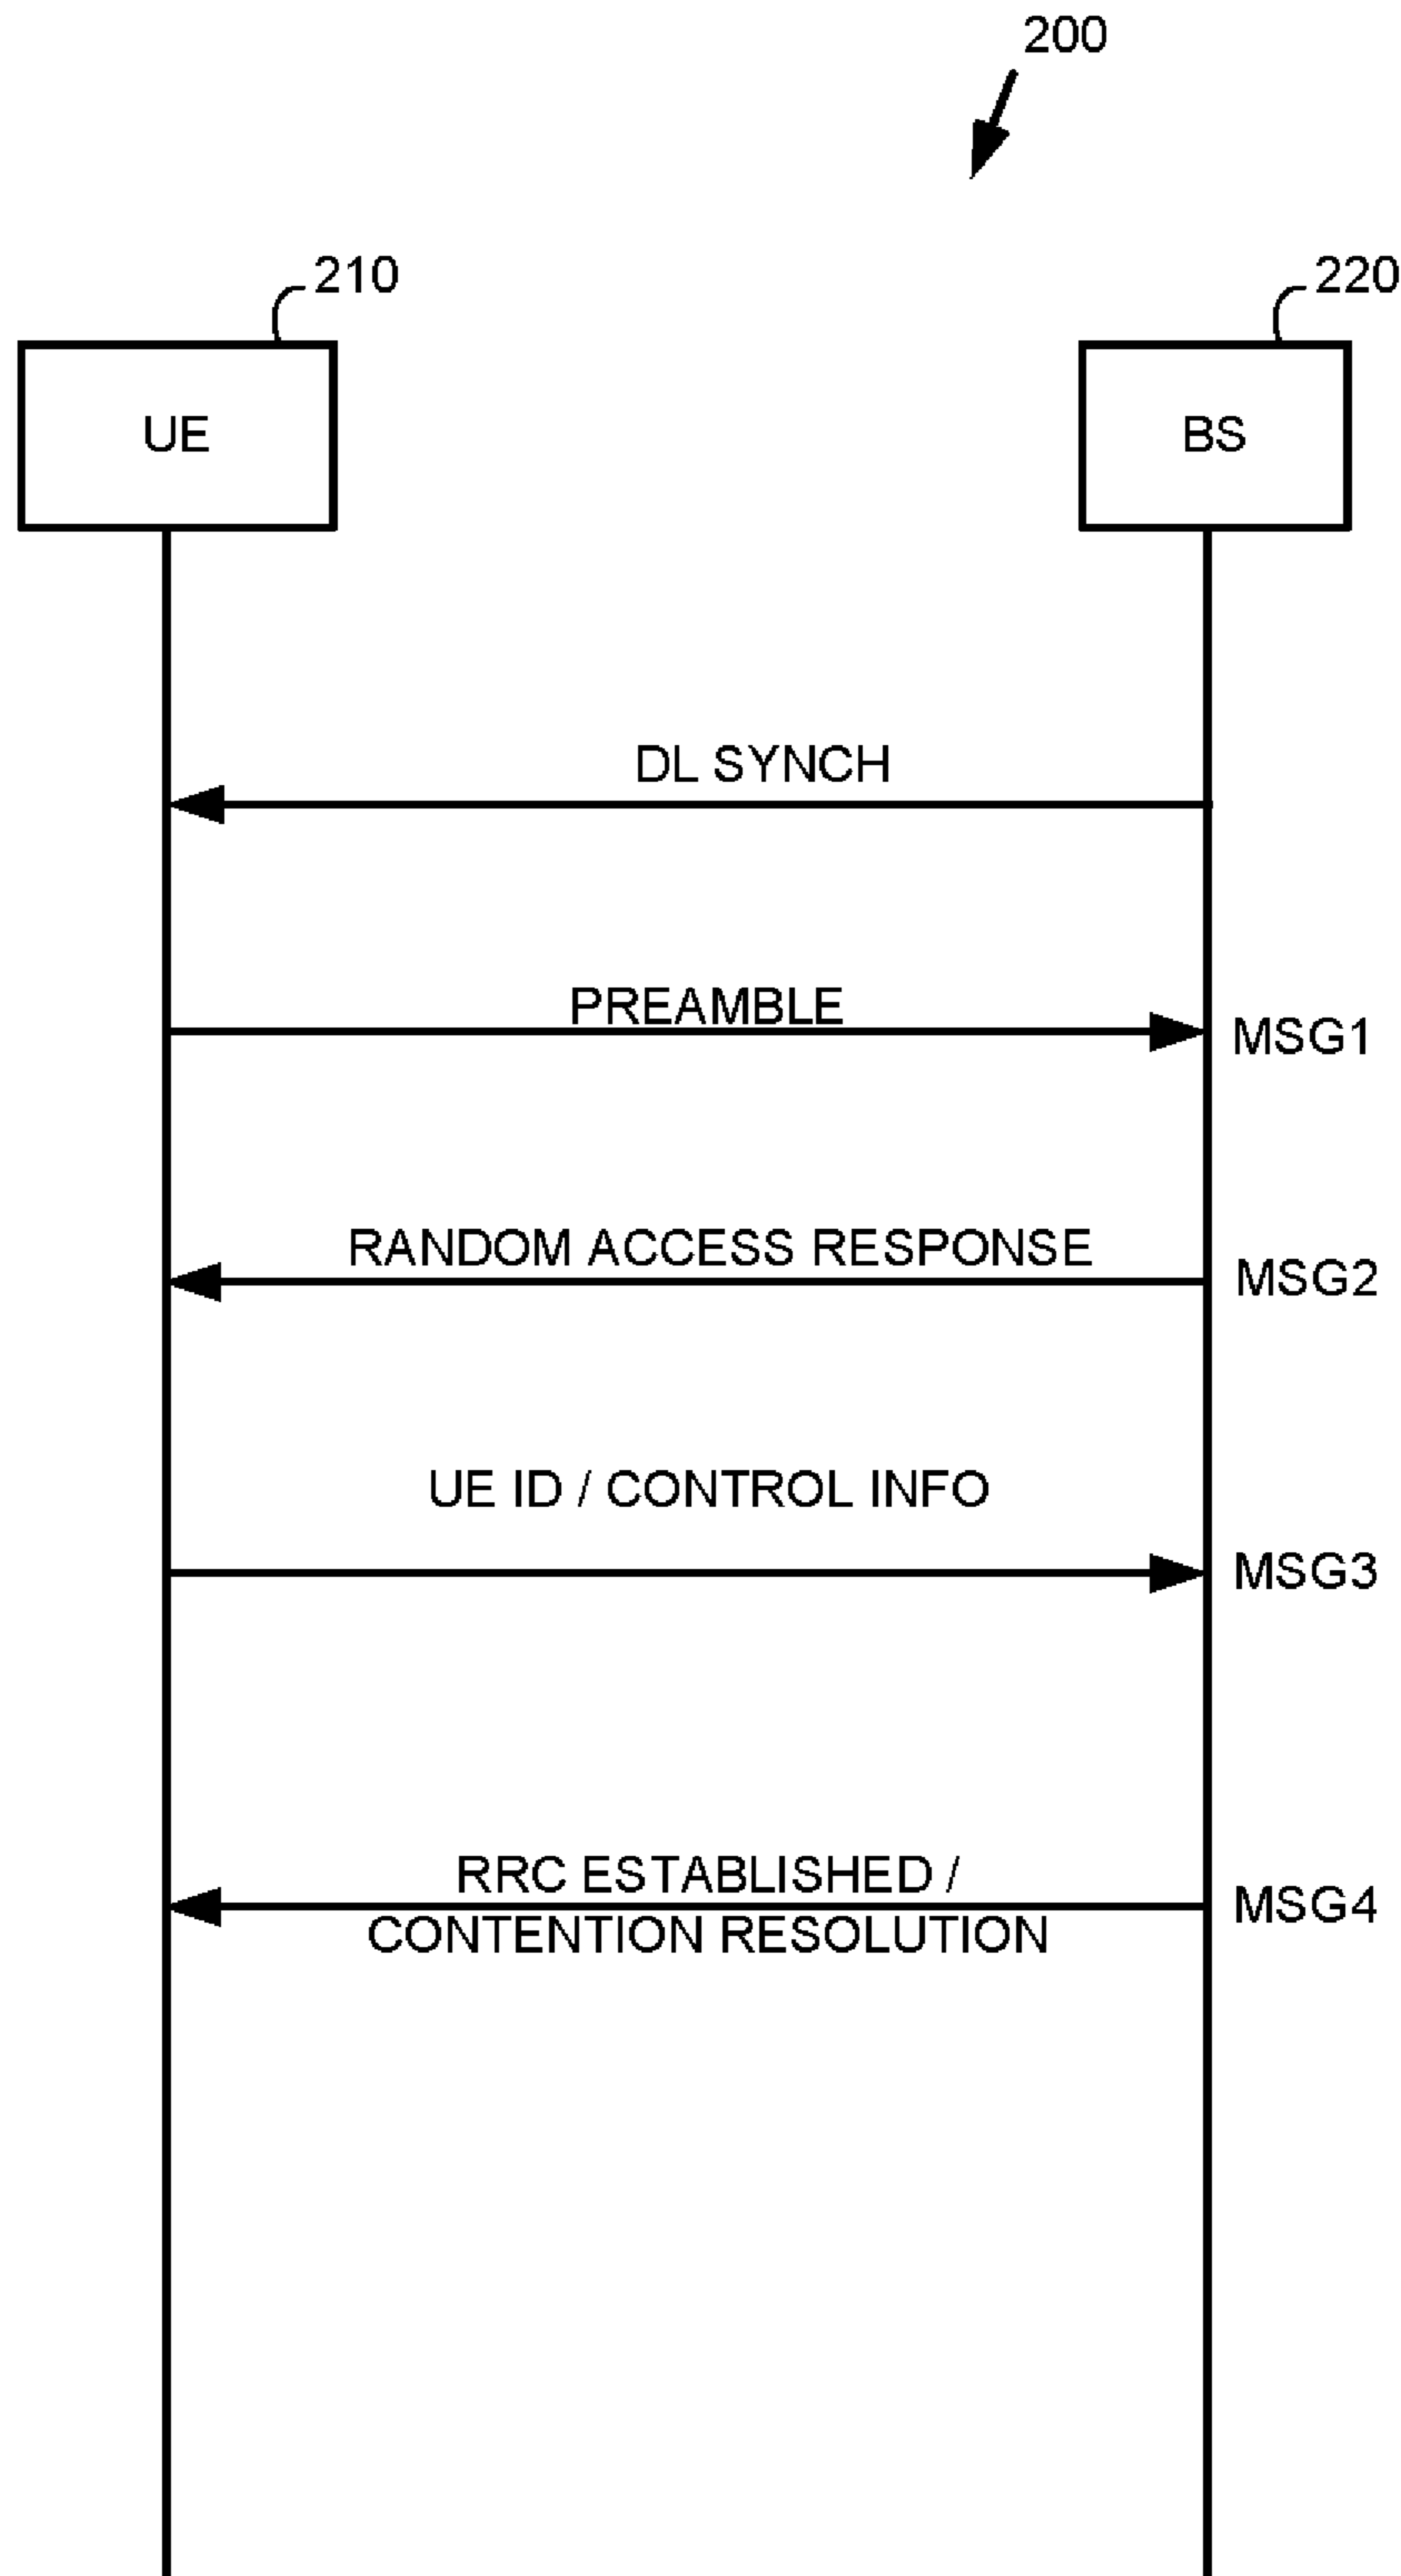 200
210
220
UE
BS
DL SYNCH
PREAMBLE
MSG1
RANDOM ACCESS RESPONSE
MSG2
UE ID / CONTROL INFO
MSG3
RRC ESTABLISHED /
CONTENTION RESOLUTION
MSG4